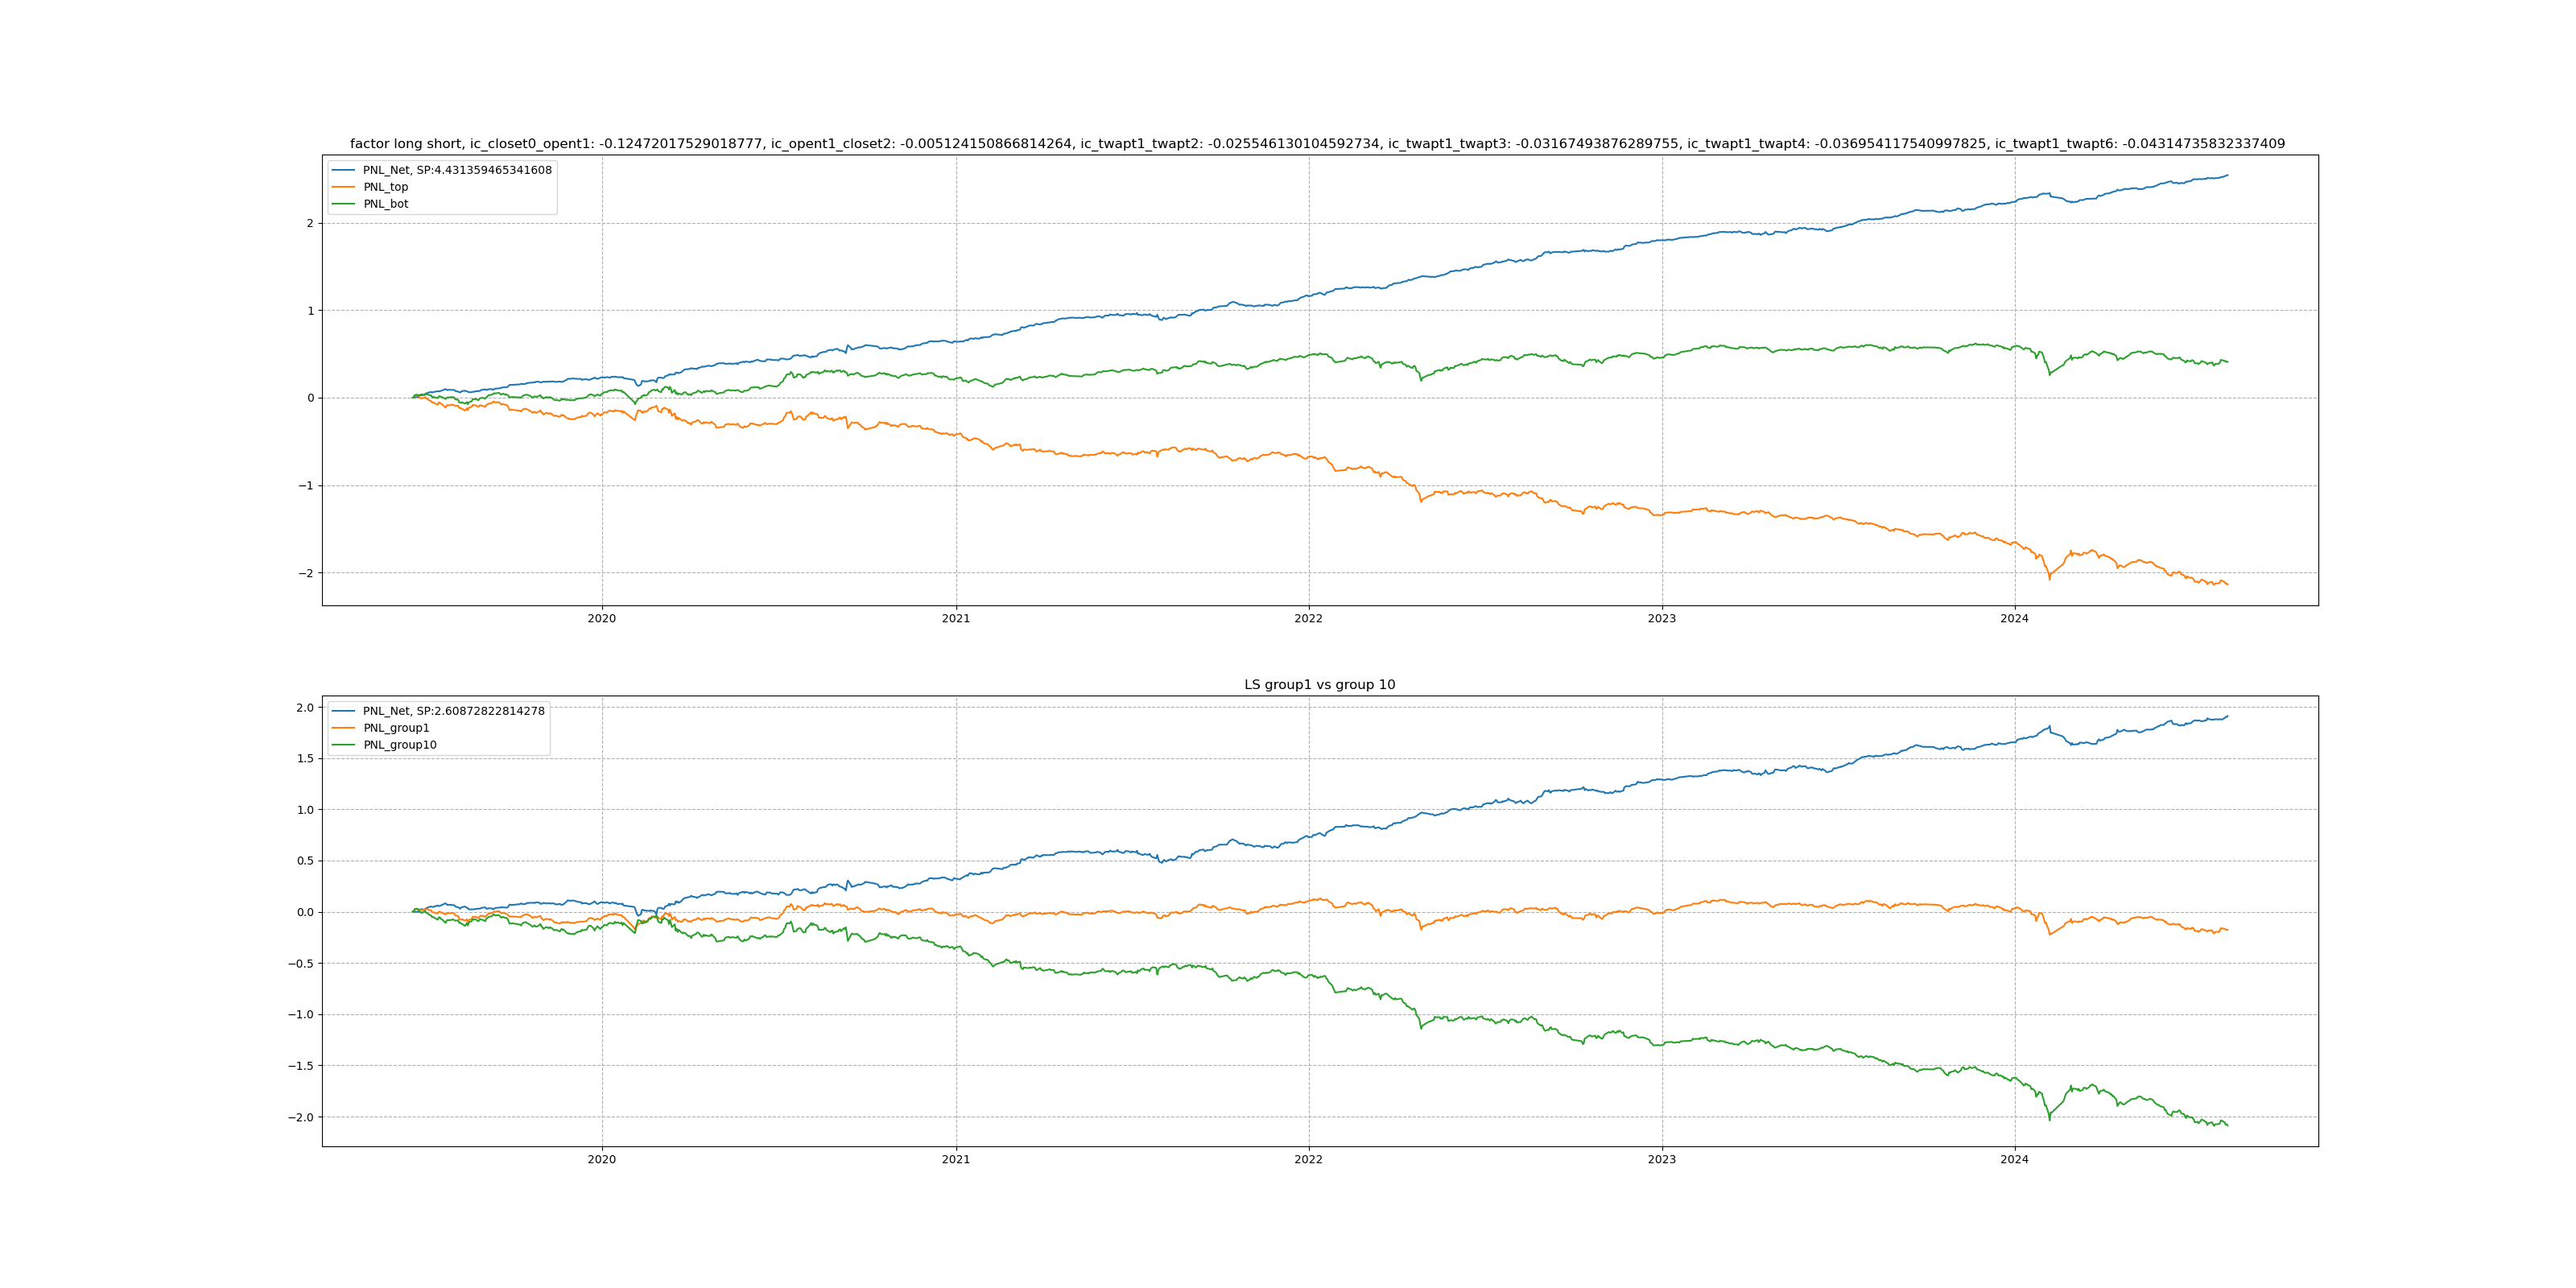 factor long short, ic_closet0_opent1: -0.12472017529018777, ic_opent1_closet2: -0.005124150866814264, ic_twapt1_twapt2: -0.025546130104592734, ic_twapt1_twapt3: -0.03167493876289755, ic_twapt1_twapt4: -0.036954117540997825, ic_twapt1_twapt6: -0.04314735832337409
PNL_Net, SP:4.431359465341608
PNL_top
PNL_bot
2
1
0
−1
−2
2020 2021 2022 2023 2024
LS group1 vs group 10
PNL_Net, SP:2.60872822814278
PNL_group1
PNL_group10
2.0
1.5
1.0
0.5
0.0
−0.5
−1.0
−1.5
−2.0
2020 2021 2022 2023 2024